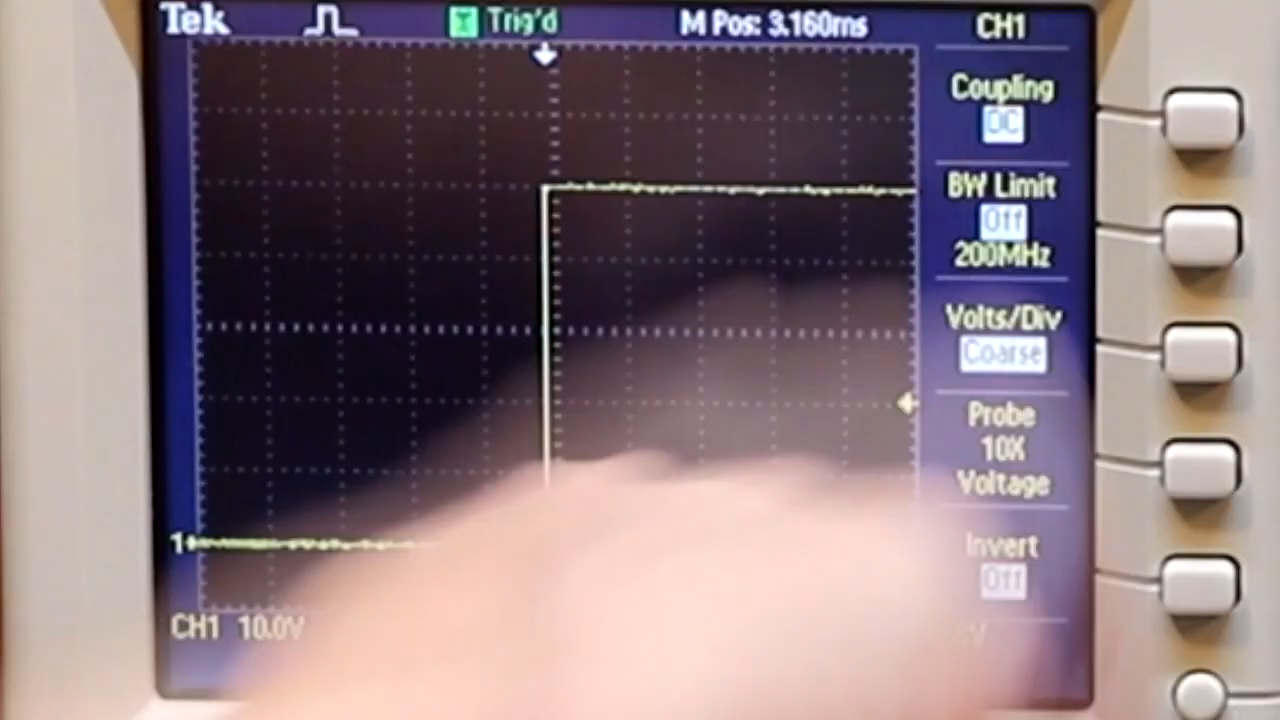 Tek T Trig'd M Pos: 3.160ms CH1
Coupling
DC
BW Limit
Off
200MHz
Volts/Div
Coarse
Probe
10X
Voltage
Invert
Off
1
CH1 10.0V